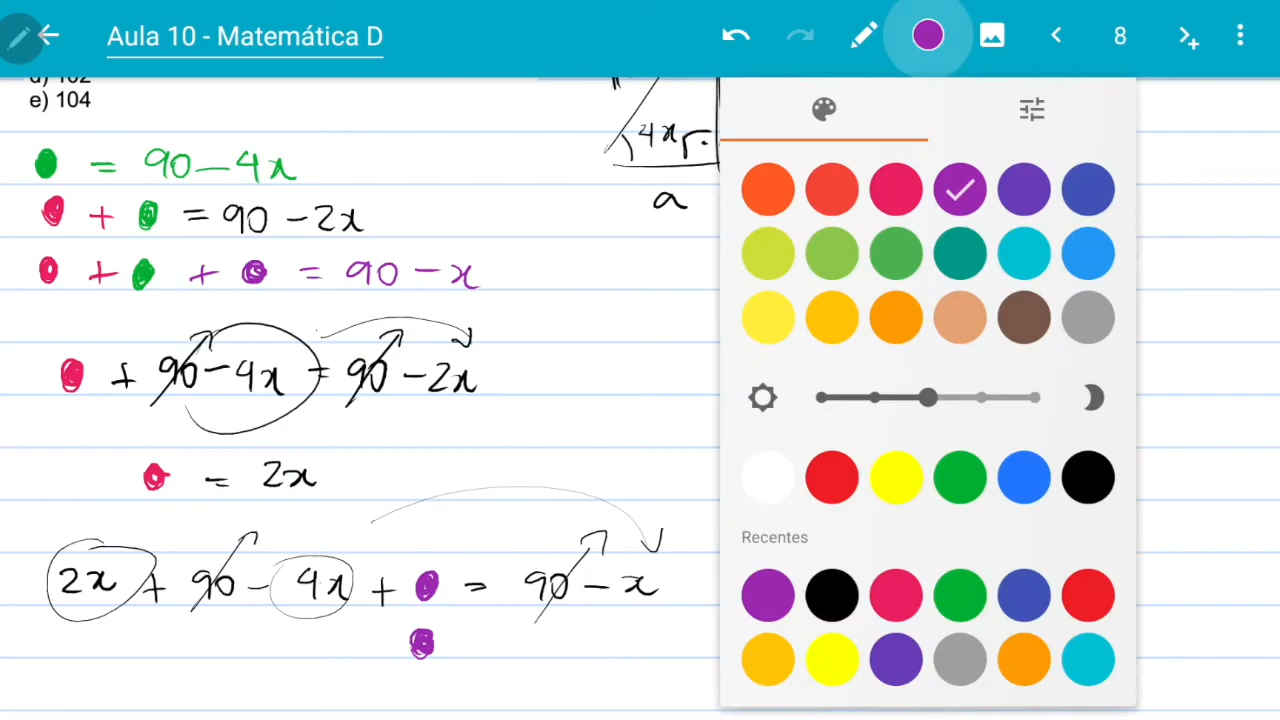 Aula 10 - Matemática D
8
e) 104
4x
a
= 90 - 4x
+ = 90 - 2x
+ + = 90 - x
+ 90 - 4x = 90 - 2x
= 2x
2x + 90 - 4x + = 90 - x
Recentes